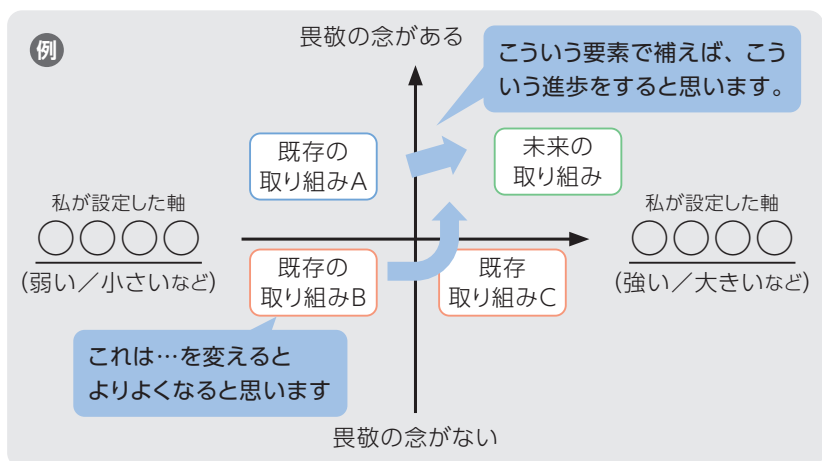 例
畏敬の念がある
こういう要素で補えば、こう
いう進歩をすると思います。
既存の
取り組みA
未来の
取り組み
私が設定した軸
○○○○
(弱い／小さいなど)
私が設定した軸
○○○○
(強い／大きいなど)
既存の
取り組みB
既存
取り組みC
これは…を変えると
よりよくなると思います
畏敬の念がない